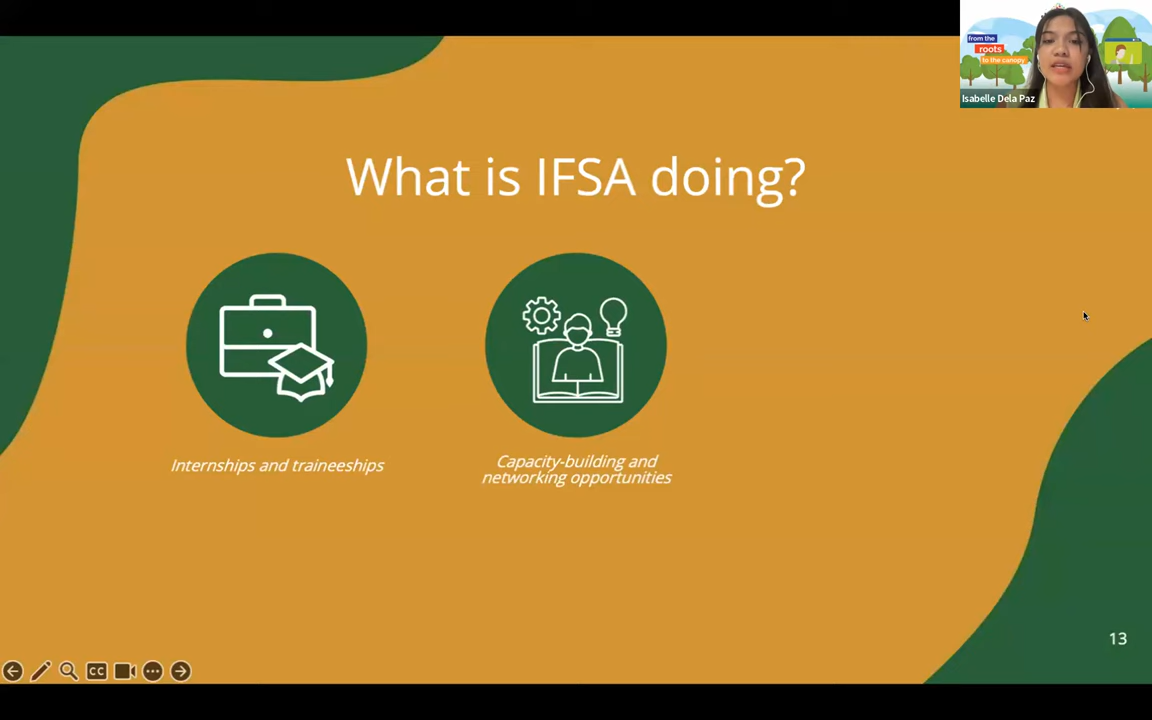 from the
roots
to the canopy
Isabelle Dela Paz
What is IFSA doing?
Internships and traineeships
Capacity-building and
networking opportunities
13
CC